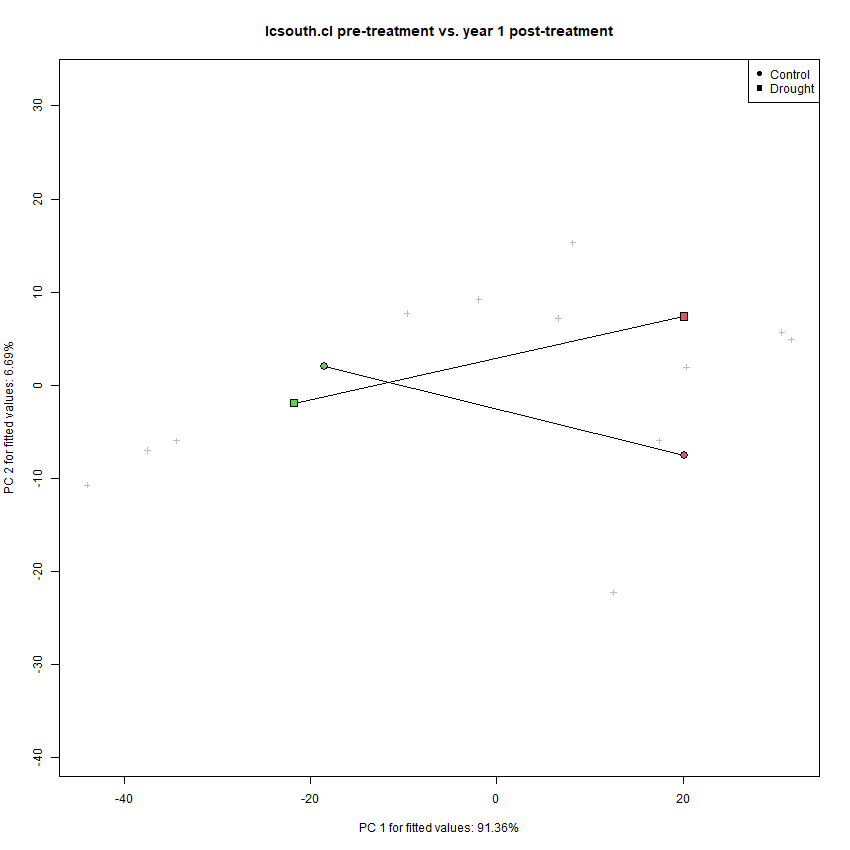 lcsouth.cl pre-treatment vs. year 1 post-treatment
Control
Drought
30
20
10
0
-10
-20
-30
-40
PC 2 for fitted values: 6.69%
-40
-20
0
20
PC 1 for fitted values: 91.36%